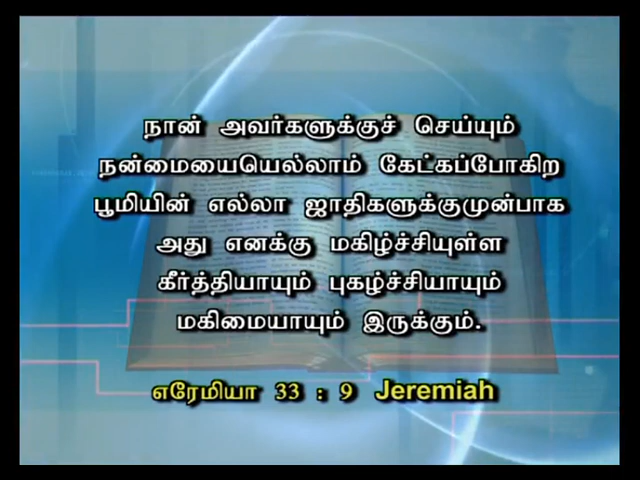 நான் அவர்களுக்குச் செய்யும்
நன்மையையெல்லாம் கேட்கப்போகிற
பூமியின் எல்லா ஜாதிகளுக்குமுன்பாக
அது எனக்கு மகிழ்ச்சியுள்ள
கீர்த்தியாயும் புகழ்ச்சியாயும்
மகிமையாயும் இருக்கும்.
எரேமியா 33 : 9 Jeremiah